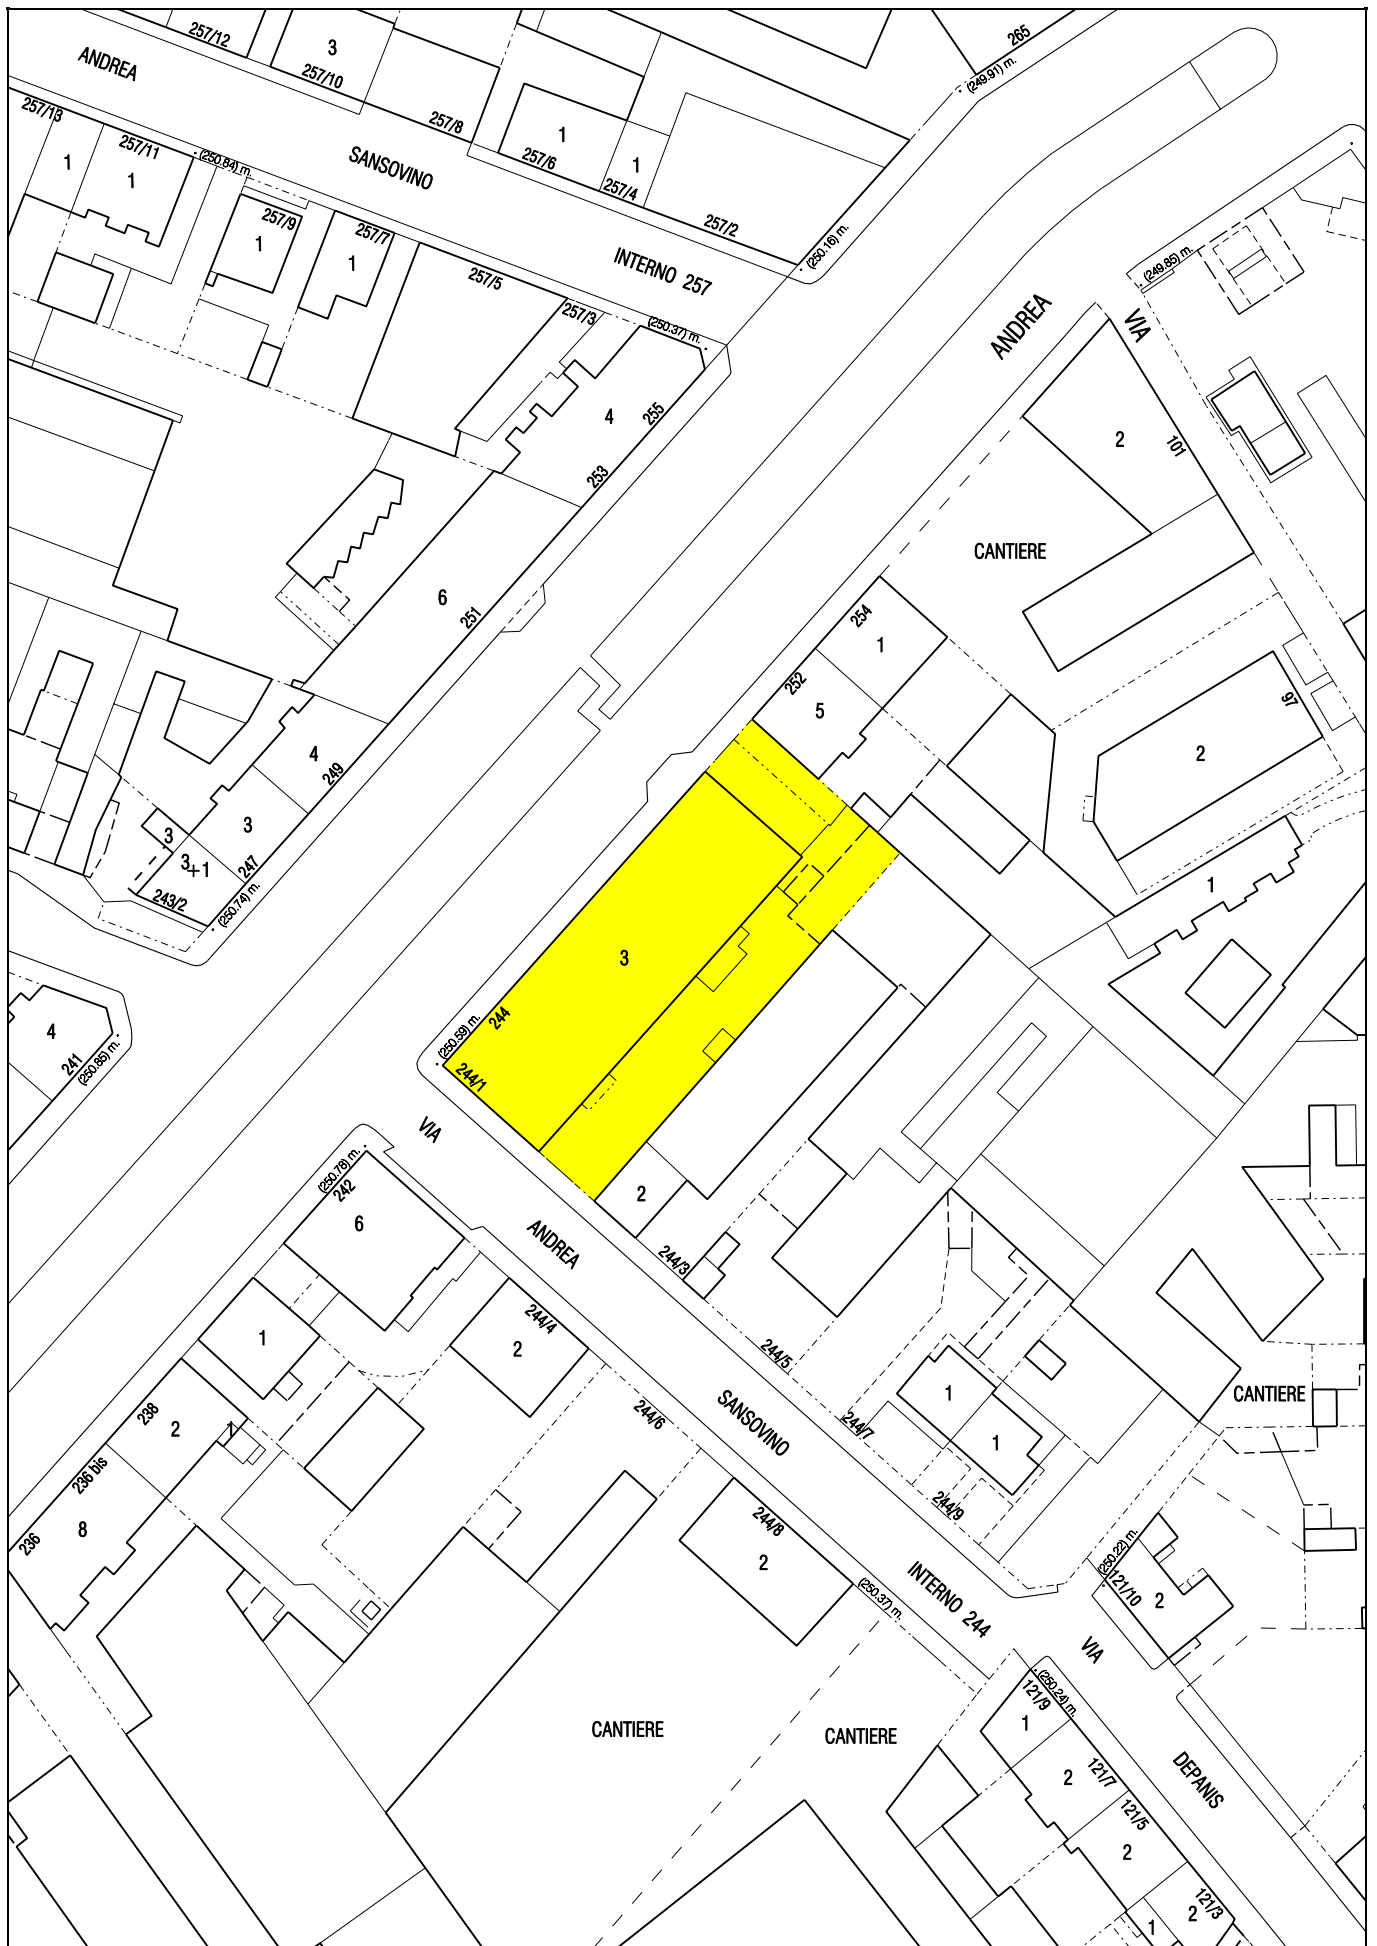 257/12
3
265
ANDREA
257/10
(249.91) m.
257/13
257/8
257/11
1
1
1
(250.84) m.
257/6
1
SANSOVINO
257/4
257/9
257/2
1
257/7
1
(250.16) m.
INTERNO 257
257/5
(249.85) m.
257/3
(250.37) m.
ANDREA
VIA
4
255
2
101
253
CANTIERE
6
251
254
1
252
5
97
4
249
2
3
3
247
3+1
243/2
(250.74) m.
1
3
244
(250.59) m.
4
241
(250.85) m.
244/1
VIA
(250.78) m.
242
6
2
ANDREA
244/3
244/4
1
2
244/5
238
2
1
244/6
SANSOVINO
1
CANTIERE
244/7
1
236 bis
8
236
244/9
244/8
2
(250.37) m.
INTERNO 244
(250.22) m.
121/10
2
VIA
(250.24) m.
121/9
1
CANTIERE
CANTIERE
2
121/7
DEPANIS
121/5
2
121/3
2
1